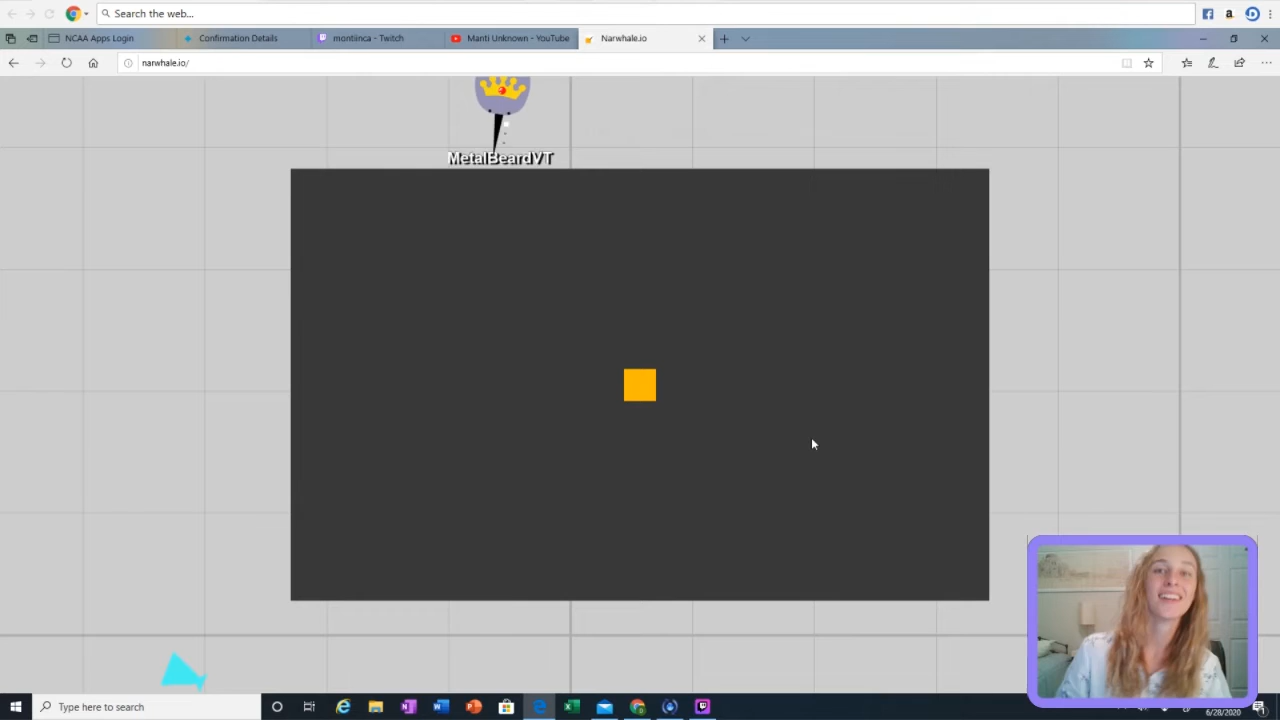 Search the web...
NCAA Apps Login
Confirmation Details
montiinca - Twitch
Manti Unknown - YouTube
Narwhale.io
narwhale.io/
MetalBeardVT
Type here to search
6/28/2020